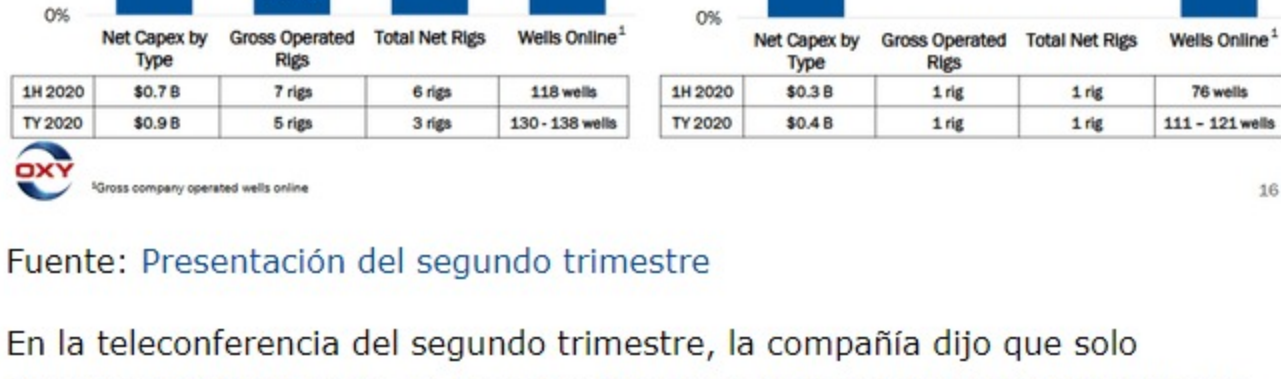 0%
0%
Net Capex by Type Gross Operated Rigs Total Net Rigs Wells Online¹
1H 2020 $0.7 B 7 rigs 6 rigs 118 wells
TY 2020 $0.9 B 5 rigs 3 rigs 130 - 138 wells
Net Capex by Type Gross Operated Rigs Total Net Rigs Wells Online¹
1H 2020 $0.3 B 1 rig 1 rig 76 wells
TY 2020 $0.4 B 1 rig 1 rig 111 – 121 wells
OXY
¹Gross company operated wells online
16
Fuente: Presentación del segundo trimestre
En la teleconferencia del segundo trimestre, la compañía dijo que solo